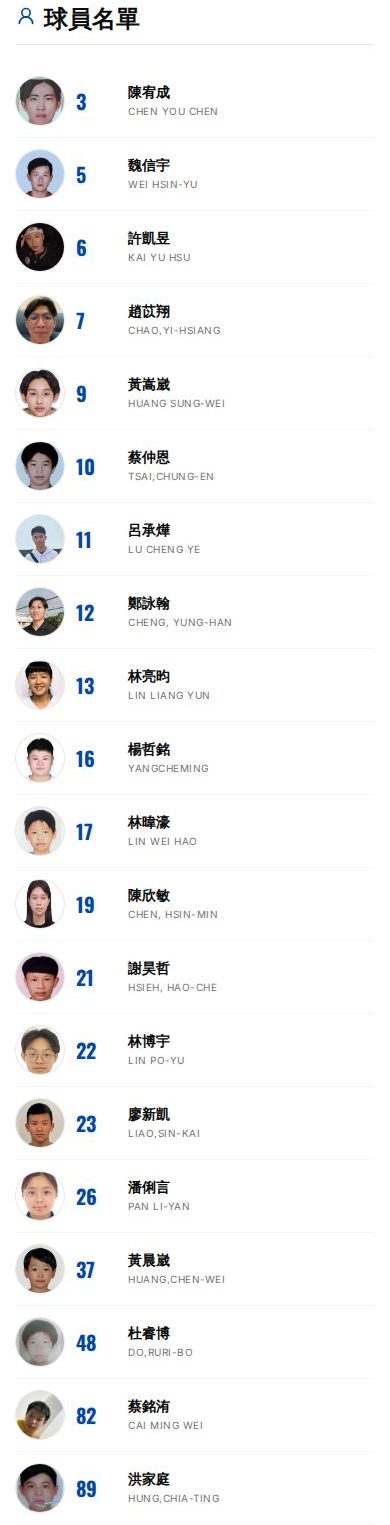 球員名單
3
陳宥成
CHEN YOU CHEN
5
魏信宇
WEI HSIN-YU
6
許凱昱
KAI YU HSU
7
趙苡翔
CHAO,YI-HSIANG
9
黃嵩崴
HUANG SUNG-WEI
10
蔡仲恩
TSAI,CHUNG-EN
11
呂承燁
LU CHENG YE
12
鄭詠翰
CHENG, YUNG-HAN
13
林亮昀
LIN LIANG YUN
16
楊哲銘
YANGCHEMING
17
林暐濠
LIN WEI HAO
19
陳欣敏
CHEN, HSIN-MIN
21
謝昊哲
HSIEH, HAO-CHE
22
林博宇
LIN PO-YU
23
廖新凱
LIAO,SIN-KAI
26
潘俐言
PAN LI-YAN
37
黃晨崴
HUANG,CHEN-WEI
48
杜睿博
DO,RURI-BO
82
蔡銘洧
CAI MING WEI
89
洪家庭
HUNG,CHIA-TING